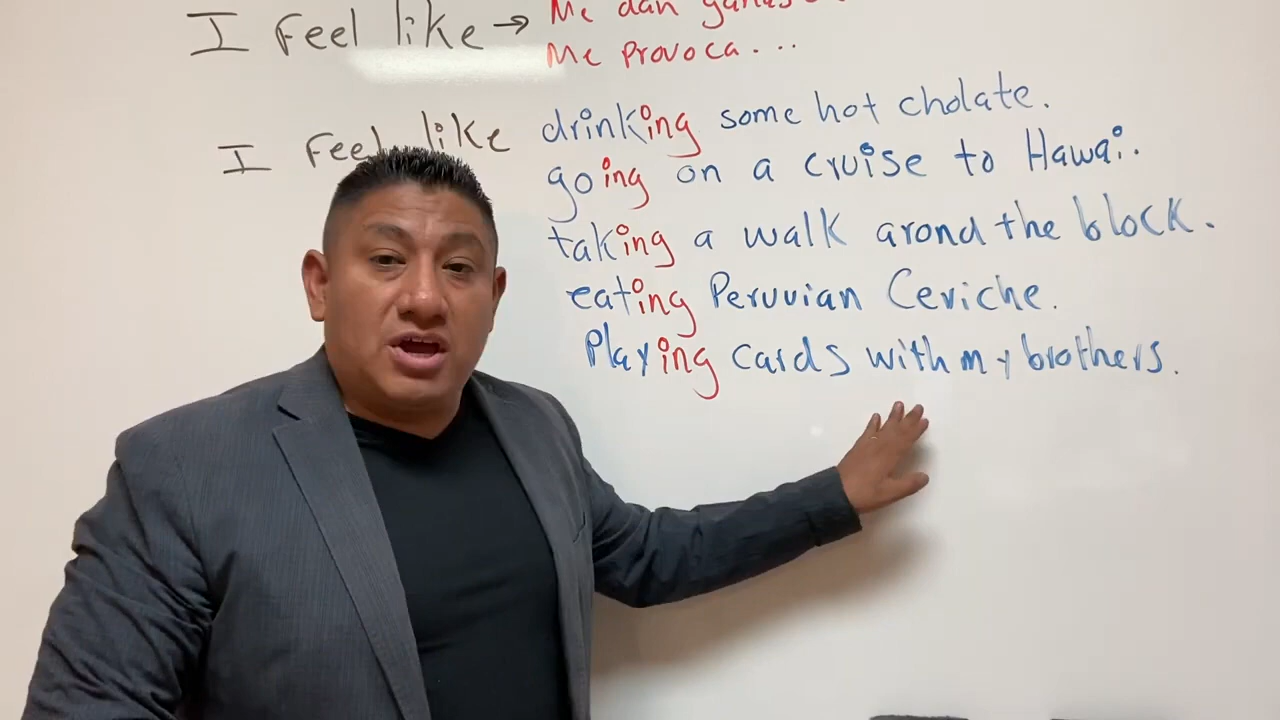 I Feel like → Me dan ganas
Me provoca...
I Feel like drinking some hot cholate.
going on a cruise to Hawai.
taking a walk arond the block.
eating Peruvian Ceviche.
Playing cards with my brothers.